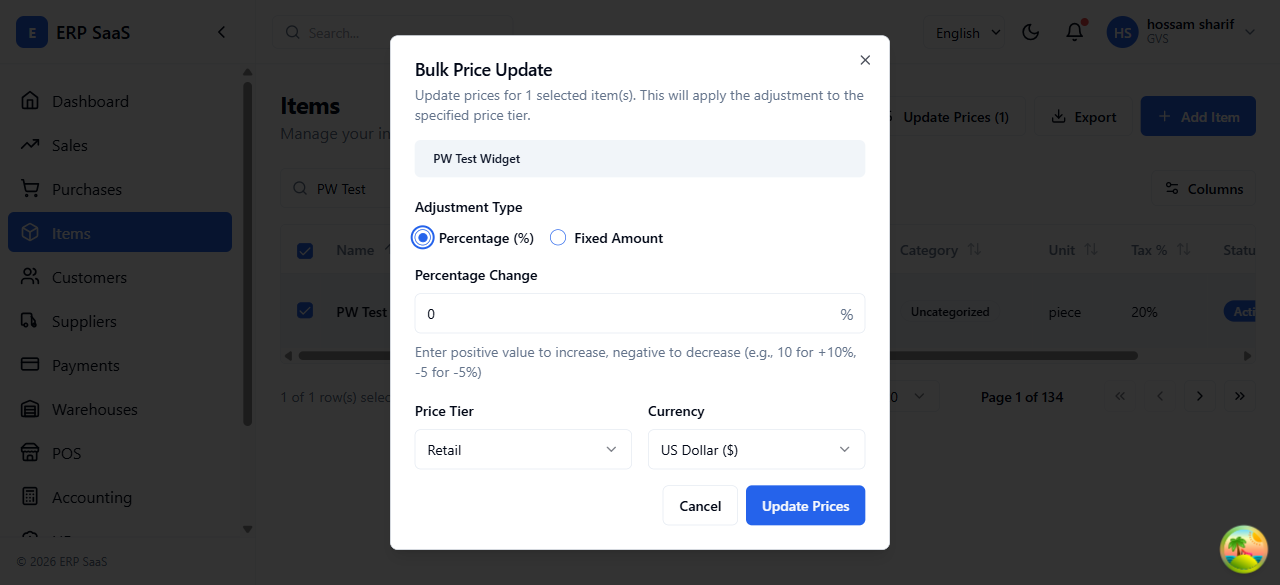 E ERP SaaS
Search...
English
HS
hossam sharif
GVS
Dashboard
Sales
Purchases
Items
Customers
Suppliers
Payments
Warehouses
POS
Accounting
© 2026 ERP SaaS
Items
Manage your in
Update Prices (1)
Export
Add Item
PW Test
Columns
Name
Category
Unit
Tax %
Statu
PW Test
Uncategorized
piece
20%
Acti
1 of 1 row(s) selec
0
Page 1 of 134
Bulk Price Update
Update prices for 1 selected item(s). This will apply the adjustment to the
specified price tier.
PW Test Widget
Adjustment Type
Percentage (%)
Fixed Amount
Percentage Change
0 %
Enter positive value to increase, negative to decrease (e.g., 10 for +10%,
-5 for -5%)
Price Tier
Currency
Retail
US Dollar ($)
Cancel
Update Prices